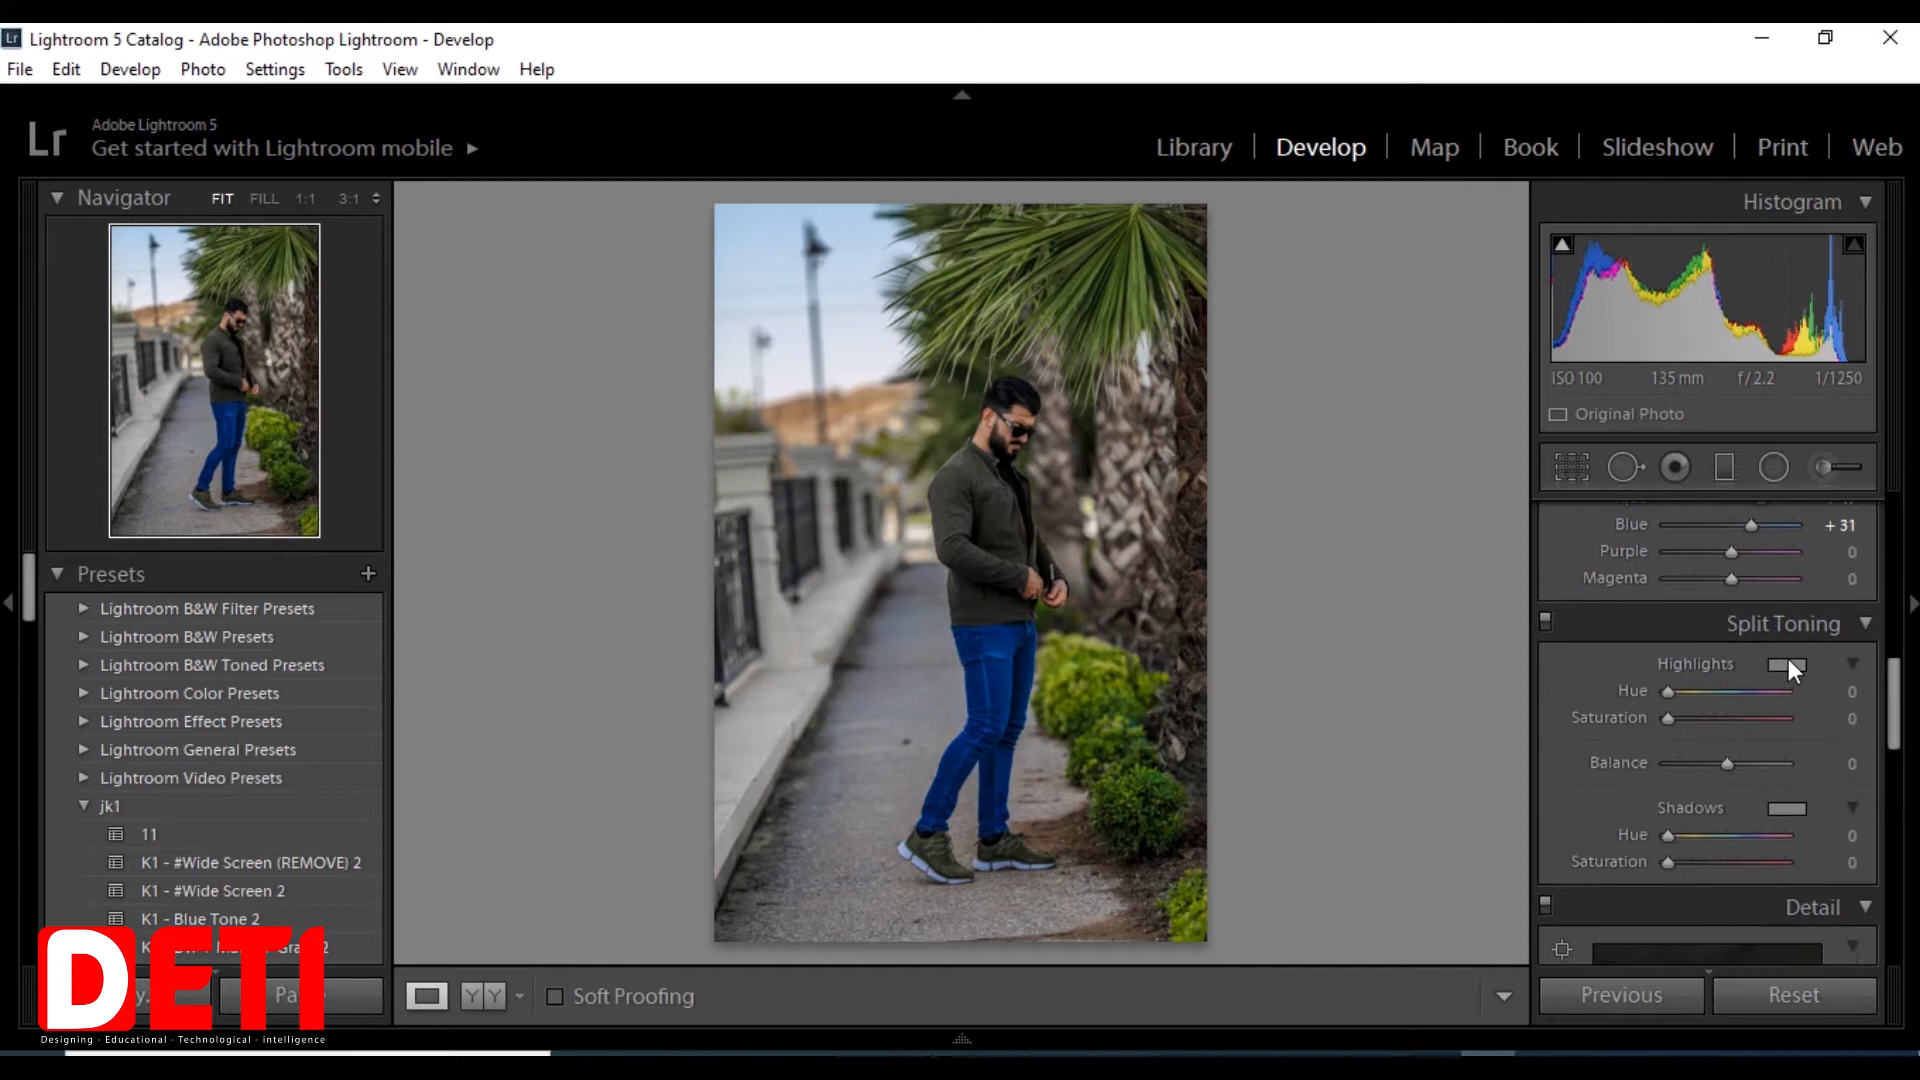 Lr Lightroom 5 Catalog - Adobe Photoshop Lightroom - Develop
File Edit Develop Photo Settings Tools View Window Help
Lr
Adobe Lightroom 5
Get started with Lightroom mobile
Library Develop Map Book Slideshow Print Web
Navigator FIT FILL 1:1 3:1
Histogram
ISO 100 135 mm f / 2.2 1/1250
Original Photo
Blue + 31
Purple 0
Magenta 0
Split Toning
Highlights
Hue 0
Saturation 0
Balance 0
Shadows
Hue 0
Saturation 0
Detail
Presets +
Lightroom B&W Filter Presets
Lightroom B&W Presets
Lightroom B&W Toned Presets
Lightroom Color Presets
Lightroom Effect Presets
Lightroom General Presets
Lightroom Video Presets
jk1
11
K1 - #Wide Screen (REMOVE) 2
K1 - #Wide Screen 2
K1 - Blue Tone 2
YY Soft Proofing
Previous Reset
DETI
Designing - Educational - Technological - intelligence